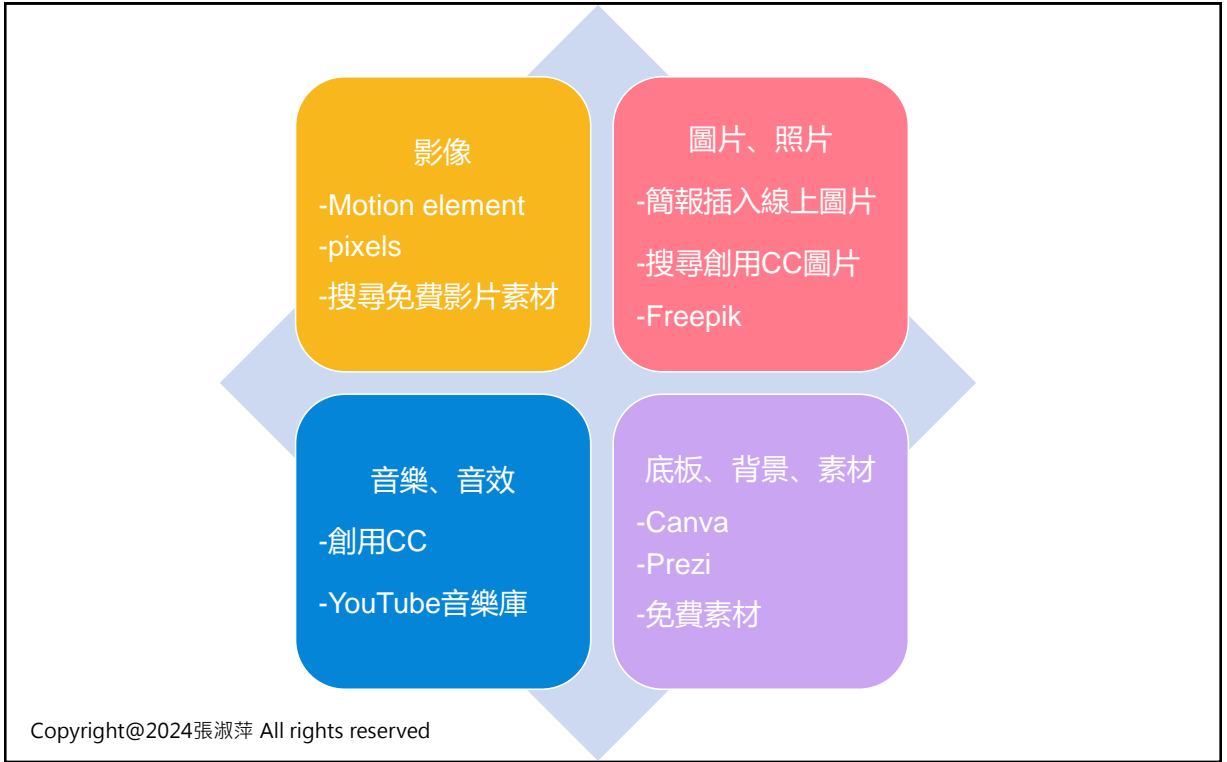 影像
-Motion element
-pixels
-搜尋免費影片素材
圖片、照片
-簡報插入線上圖片
-搜尋創用CC圖片
-Freepik
音樂、音效
-創用CC
-YouTube音樂庫
底板、背景、素材
-Canva
-Prezi
-免費素材
Copyright@2024張淑萍 All rights reserved